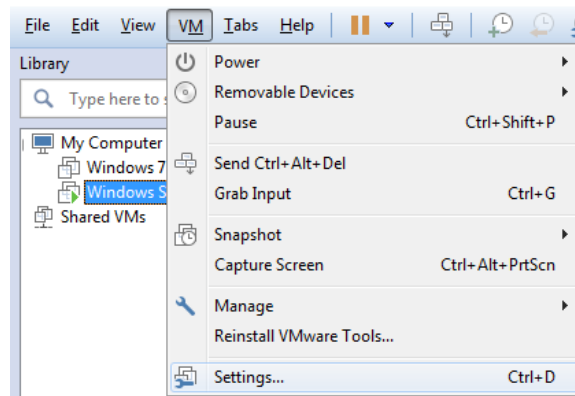 File Edit View VM Tabs Help
Library
Type here to
My Computer
Windows 7
Windows S
Shared VMs
Power
Removable Devices
Pause Ctrl+Shift+P
Send Ctrl+Alt+Del
Grab Input Ctrl+G
Snapshot
Capture Screen Ctrl+Alt+PrtScn
Manage
Reinstall VMware Tools...
Settings... Ctrl+D